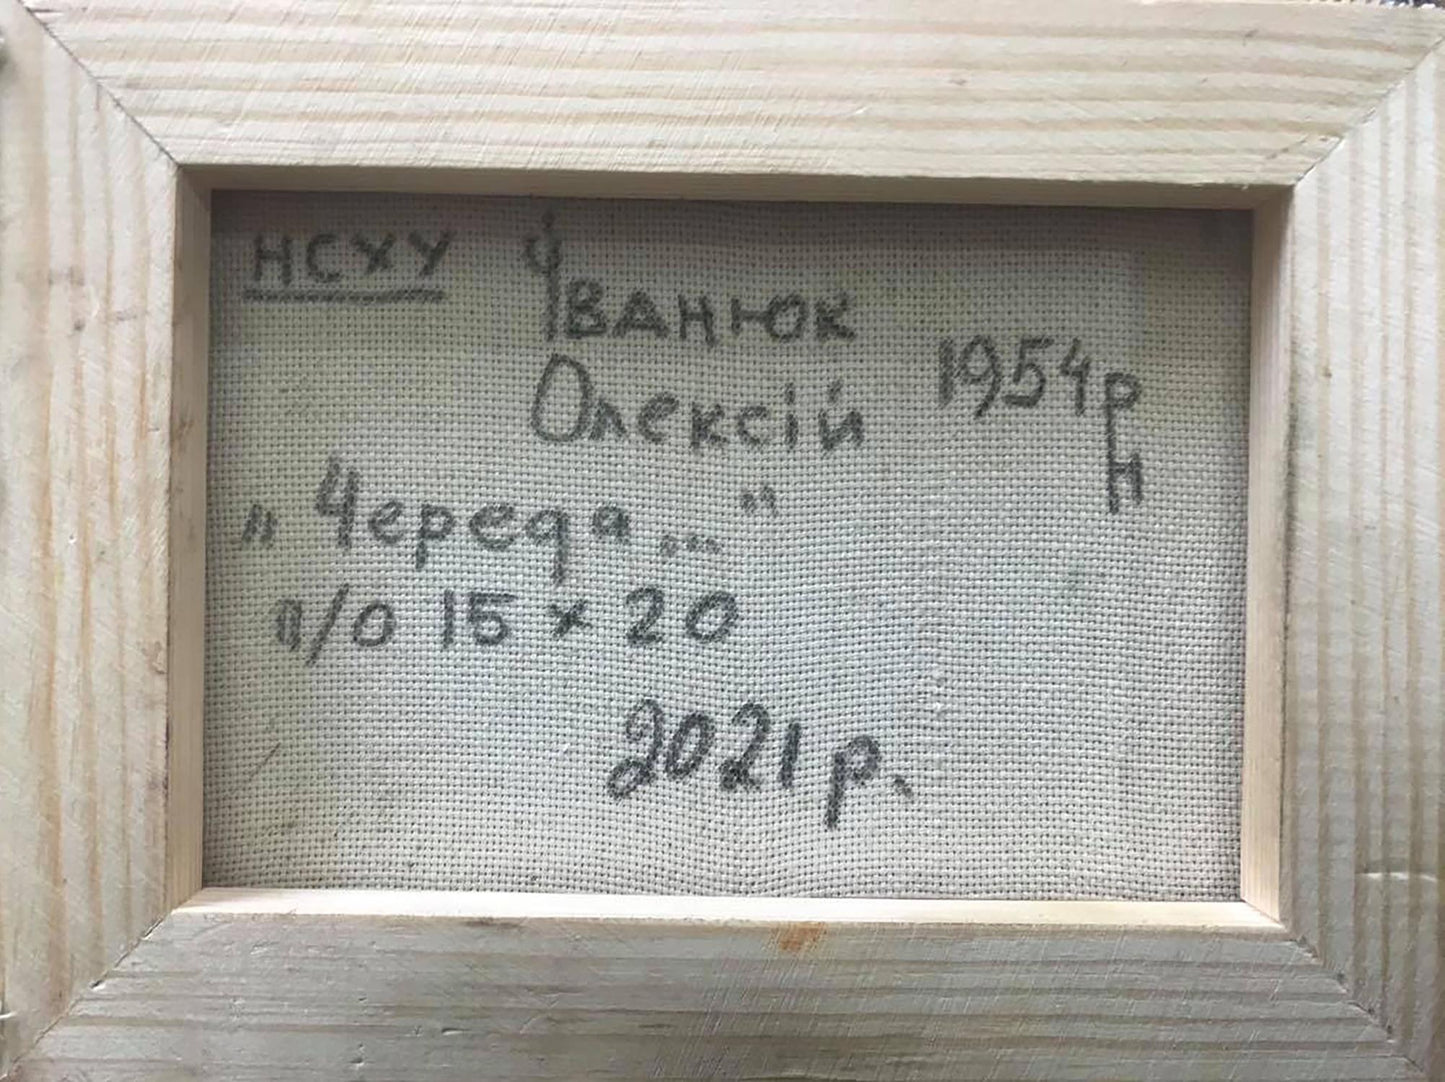 НСХУ Іванюк
Олексій 1954р
н
„Череда..."
п/о 15 x 20
2021р.